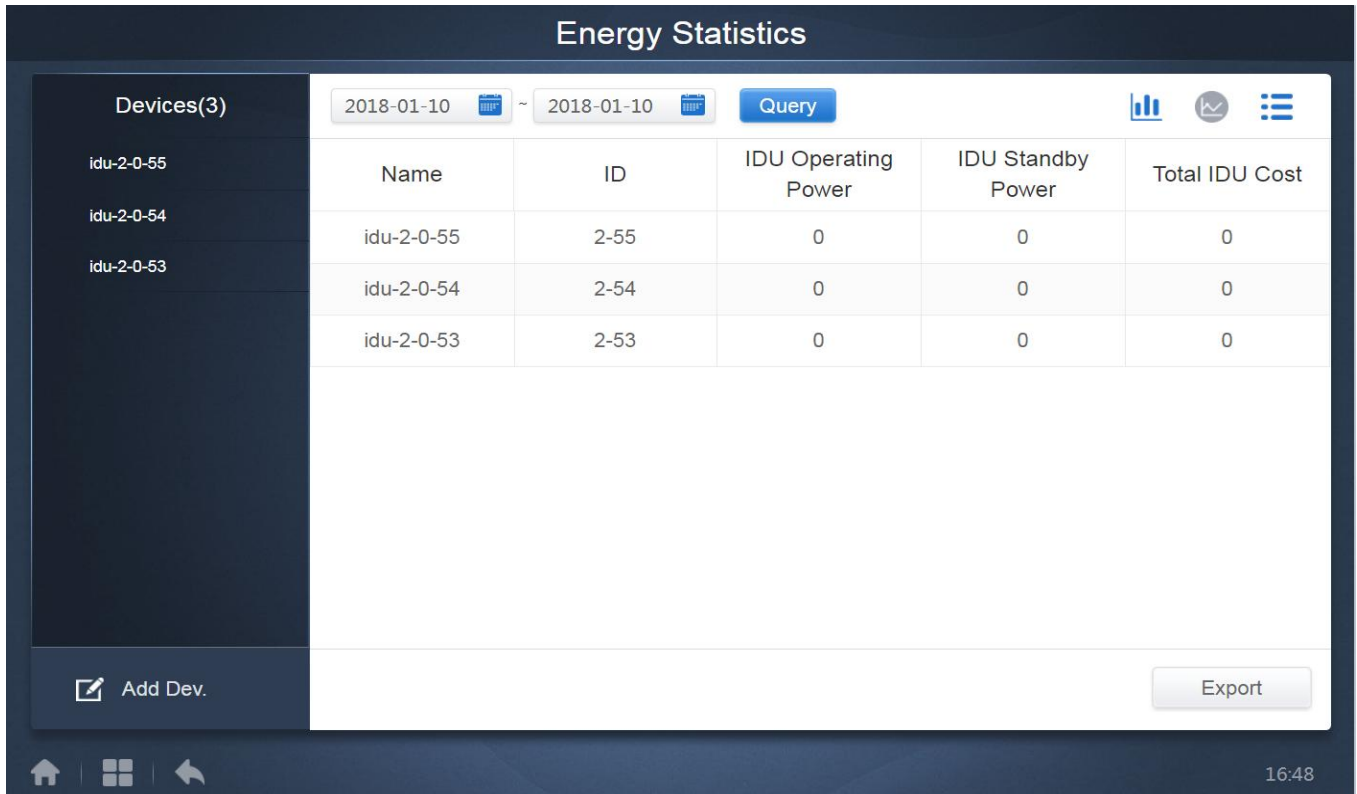 Energy Statistics
Devices(3)
idu-2-0-55
idu-2-0-54
idu-2-0-53
Add Dev.
2018-01-10 ~ 2018-01-10 Query
Name ID IDU Operating Power IDU Standby Power Total IDU Cost
idu-2-0-55 2-55 0 0 0
idu-2-0-54 2-54 0 0 0
idu-2-0-53 2-53 0 0 0
Export
16:48